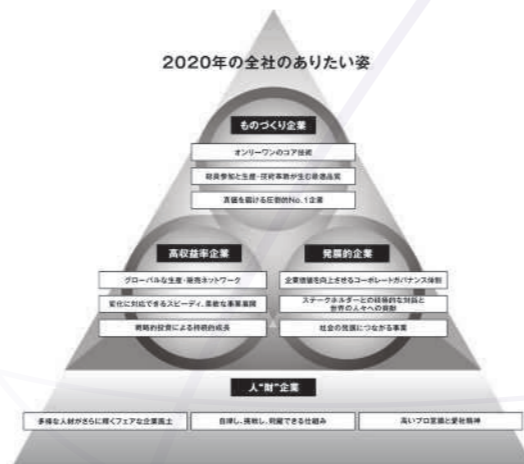 2020年の全社のありたい姿
ものづくり企業
オンリーワンのコア技術
総員参加と生産・技術革新が生む最適品質
真価を届ける圧倒的No.1企業
高収益率企業
グローバルな生産・販売ネットワーク
変化に対応できるスピーディ、柔軟な事業展開
戦略的投資による持続的成長
発展的企業
企業価値を向上させるコーポレートガバナンス体制
ステークホルダーとの積極的な対話と
世界の人々への貢献
社会の発展につながる事業
人“財”企業
多様な人財がさらに輝くフェアな企業風土
自律し、挑戦し、飛躍できる仕組み
高いプロ意識と愛社精神